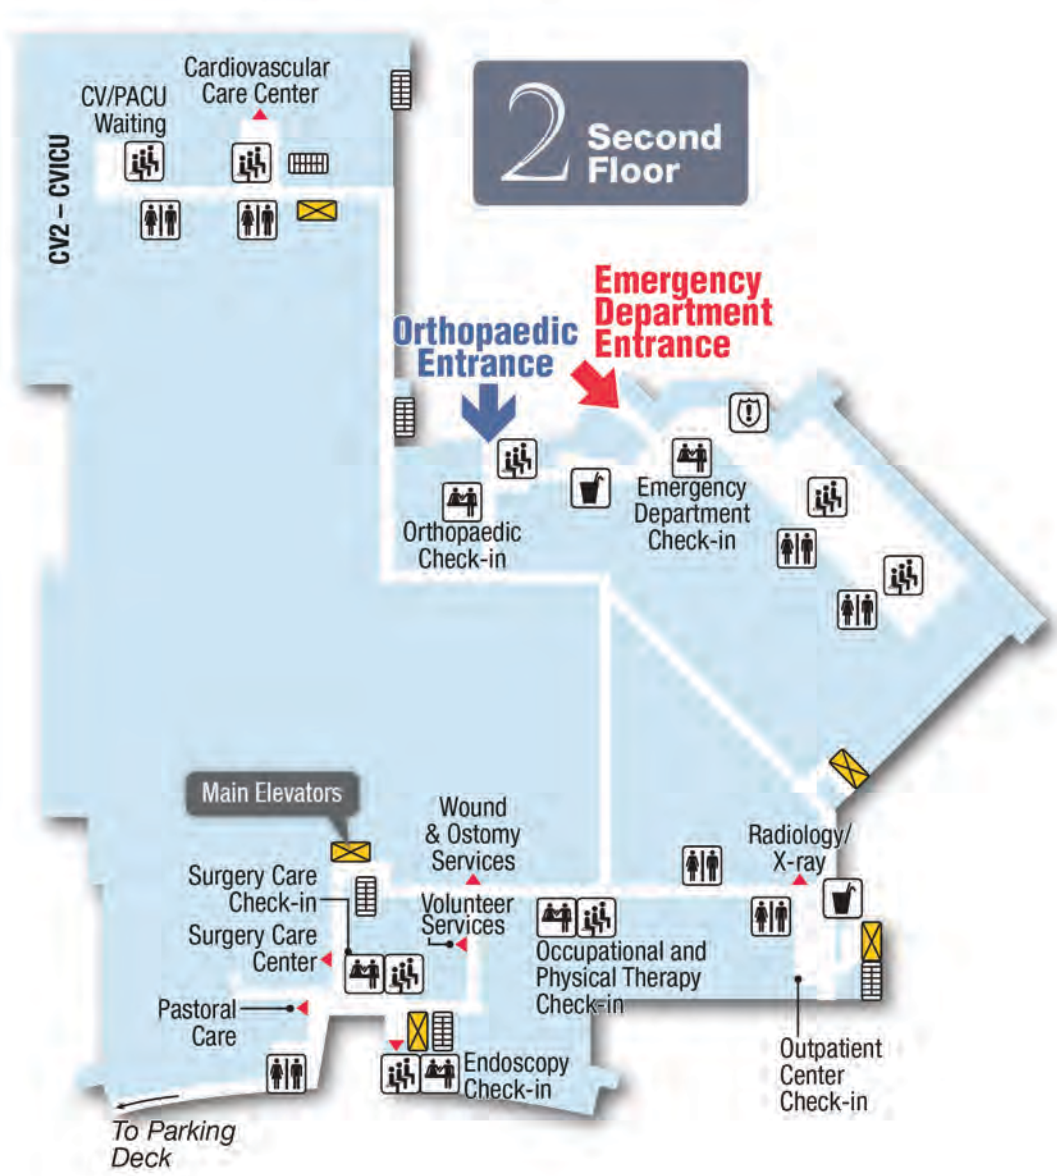 Cardiovascular
Care Center
CV/PACU
Waiting
CV2 – CVICU
2
Second
Floor
Emergency
Department
Entrance
Orthopaedic
Entrance
Orthopaedic
Check-in
Emergency
Department
Check-in
Main Elevators
Wound
& Ostomy
Services
Radiology/
X-ray
Surgery Care
Check-in
Volunteer
Services
Surgery Care
Center
Occupational and
Physical Therapy
Check-in
Pastoral
Care
Endoscopy
Check-in
Outpatient
Center
Check-in
To Parking
Deck